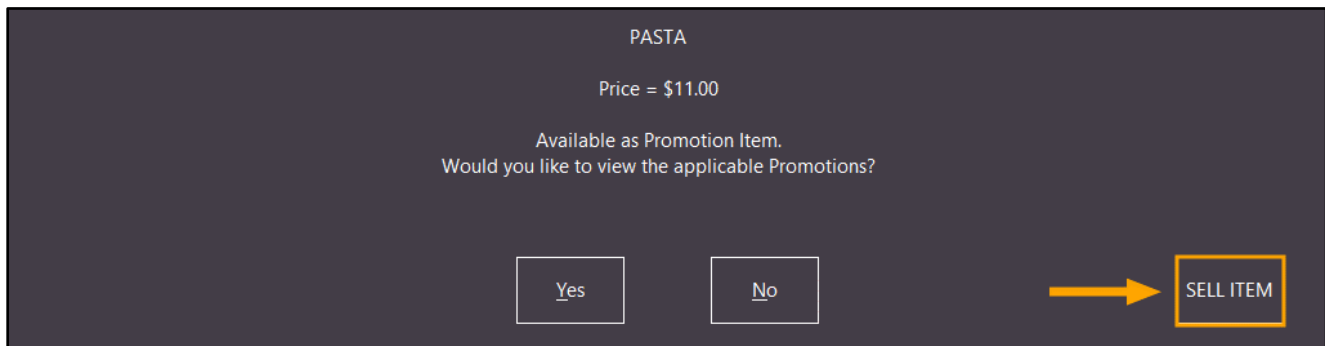 PASTA
Price = $11.00
Available as Promotion Item.
Would you like to view the applicable Promotions?
Yes
No
SELL ITEM